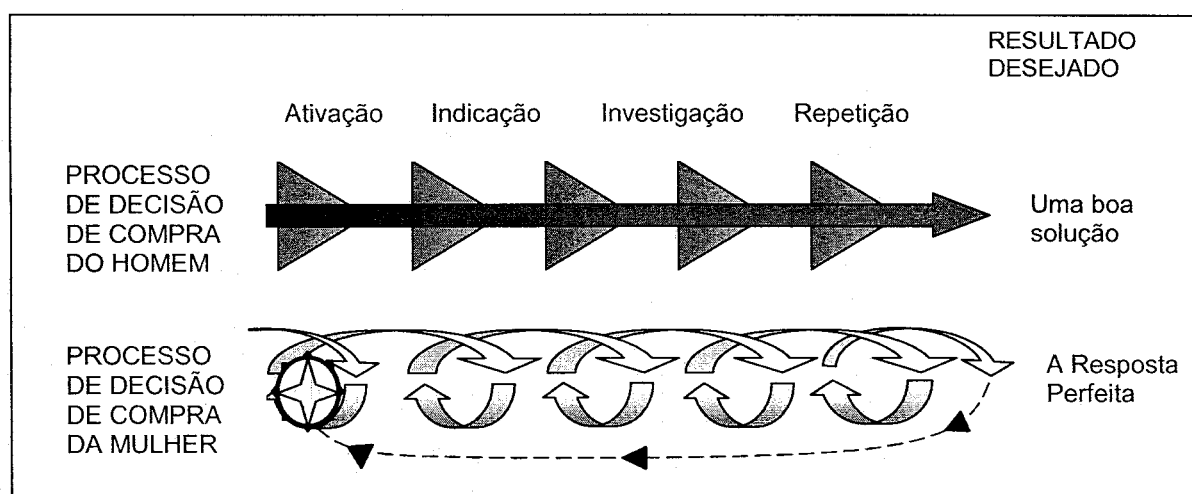 RESULTADO
DESEJADO
Ativação Indicação Investigação Repetição
PROCESSO
DE DECISÃO
DE COMPRA
DO HOMEM
Uma boa
solução
PROCESSO
DE DECISÃO
DE COMPRA
DA MULHER
A Resposta
Perfeita